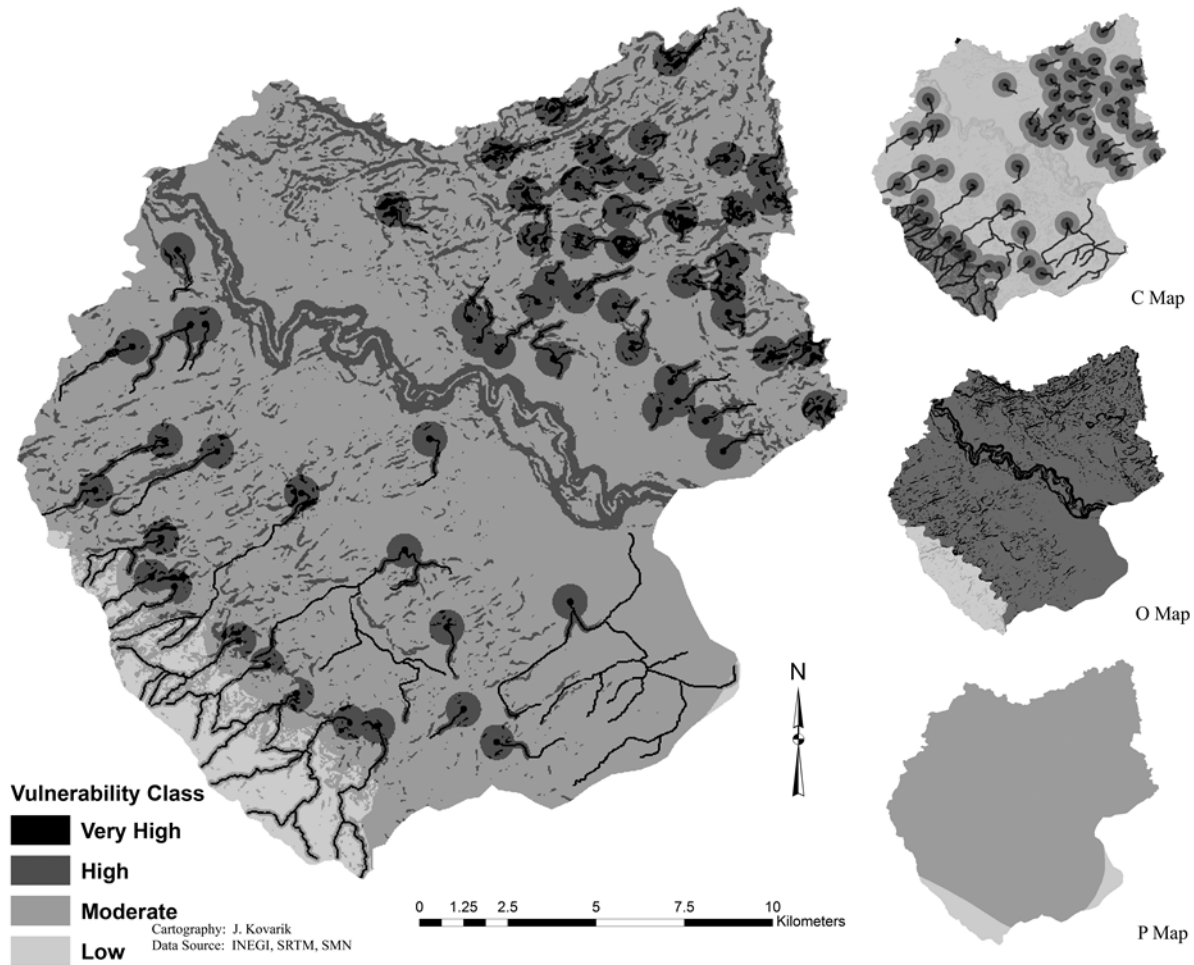 C Map
O Map
N
P Map
Vulnerability Class
Very High
High
Moderate
Low
Cartography: J. Kovarik
Data Source: INEGI, SRTM, SMN
0 1.25 2.5 5 7.5 10
Kilometers